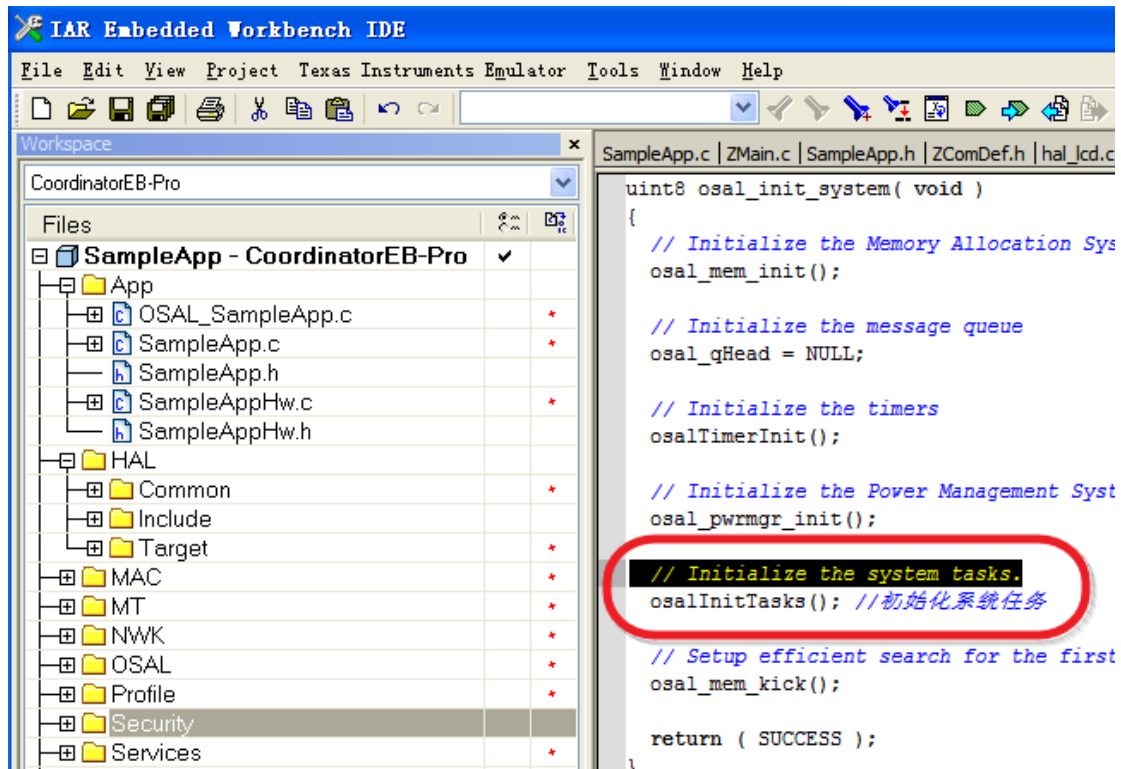 IAR Embedded Workbench IDE
File Edit View Project Texas Instruments Emulator Tools Window Help
Workspace
CoordinatorEB-Pro
Files
SampleApp - CoordinatorEB-Pro
App
OSAL_SampleApp.c
SampleApp.c
SampleApp.h
SampleAppHw.c
SampleAppHw.h
HAL
Common
Include
Target
MAC
MT
NWK
OSAL
Profile
Security
Services
SampleApp.c | ZMain.c | SampleApp.h | ZComDef.h | hal_lcd.c
uint8 osal_init_system( void )
{
// Initialize the Memory Allocation Sys
osal_mem_init();
// Initialize the message queue
osal_qHead = NULL;
// Initialize the timers
osalTimerInit();
// Initialize the Power Management Syst
osal_pwrmgr_init();
// Initialize the system tasks.
osalInitTasks(); //初始化系统任务
// Setup efficient search for the first
osal_mem_kick();
return ( SUCCESS );
}